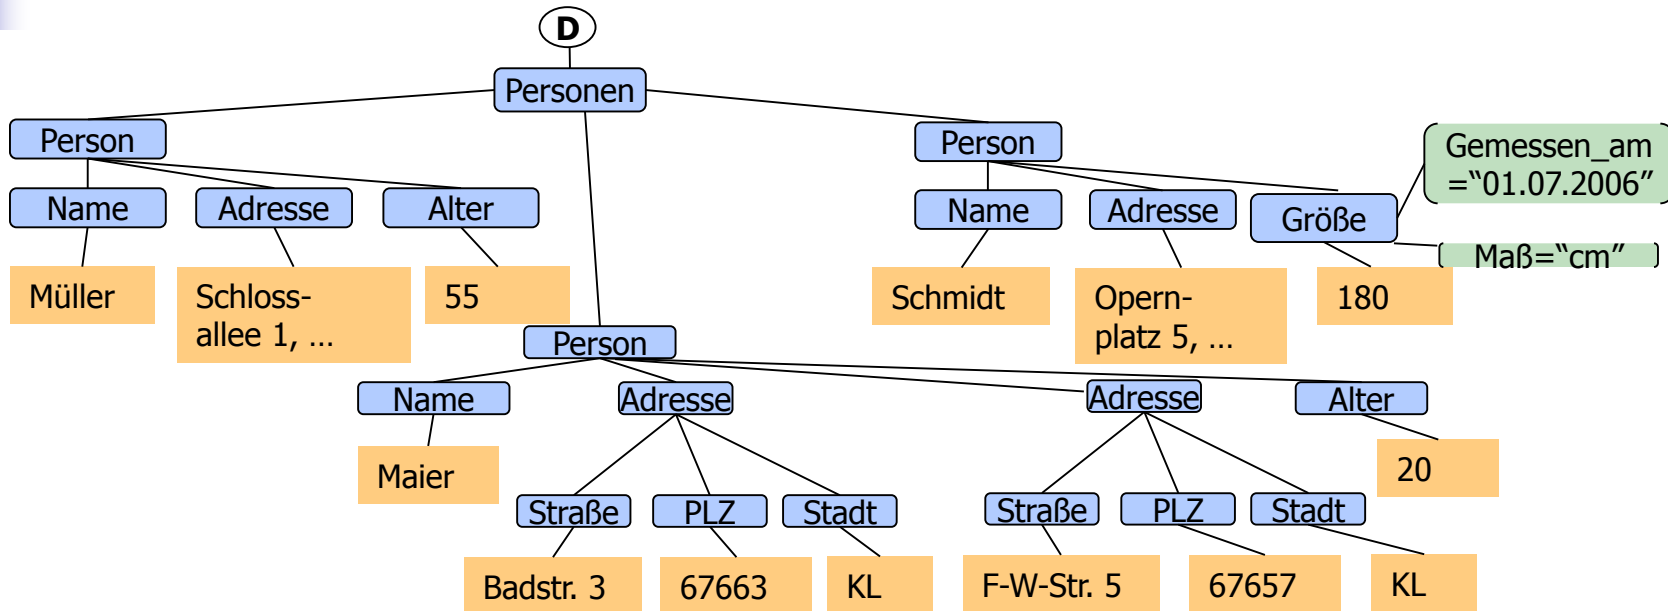 D
Personen
Person
Person
Gemessen_am
=“01.07.2006”
Name
Adresse
Alter
Name
Adresse
Größe
Maß=“cm”
Müller
Schloss-
allee 1, …
55
Schmidt
Opern-
platz 5, …
180
Person
Name
Adresse
Adresse
Alter
Maier
20
Straße
PLZ
Stadt
Straße
PLZ
Stadt
Badstr. 3
67663
KL
F-W-Str. 5
67657
KL